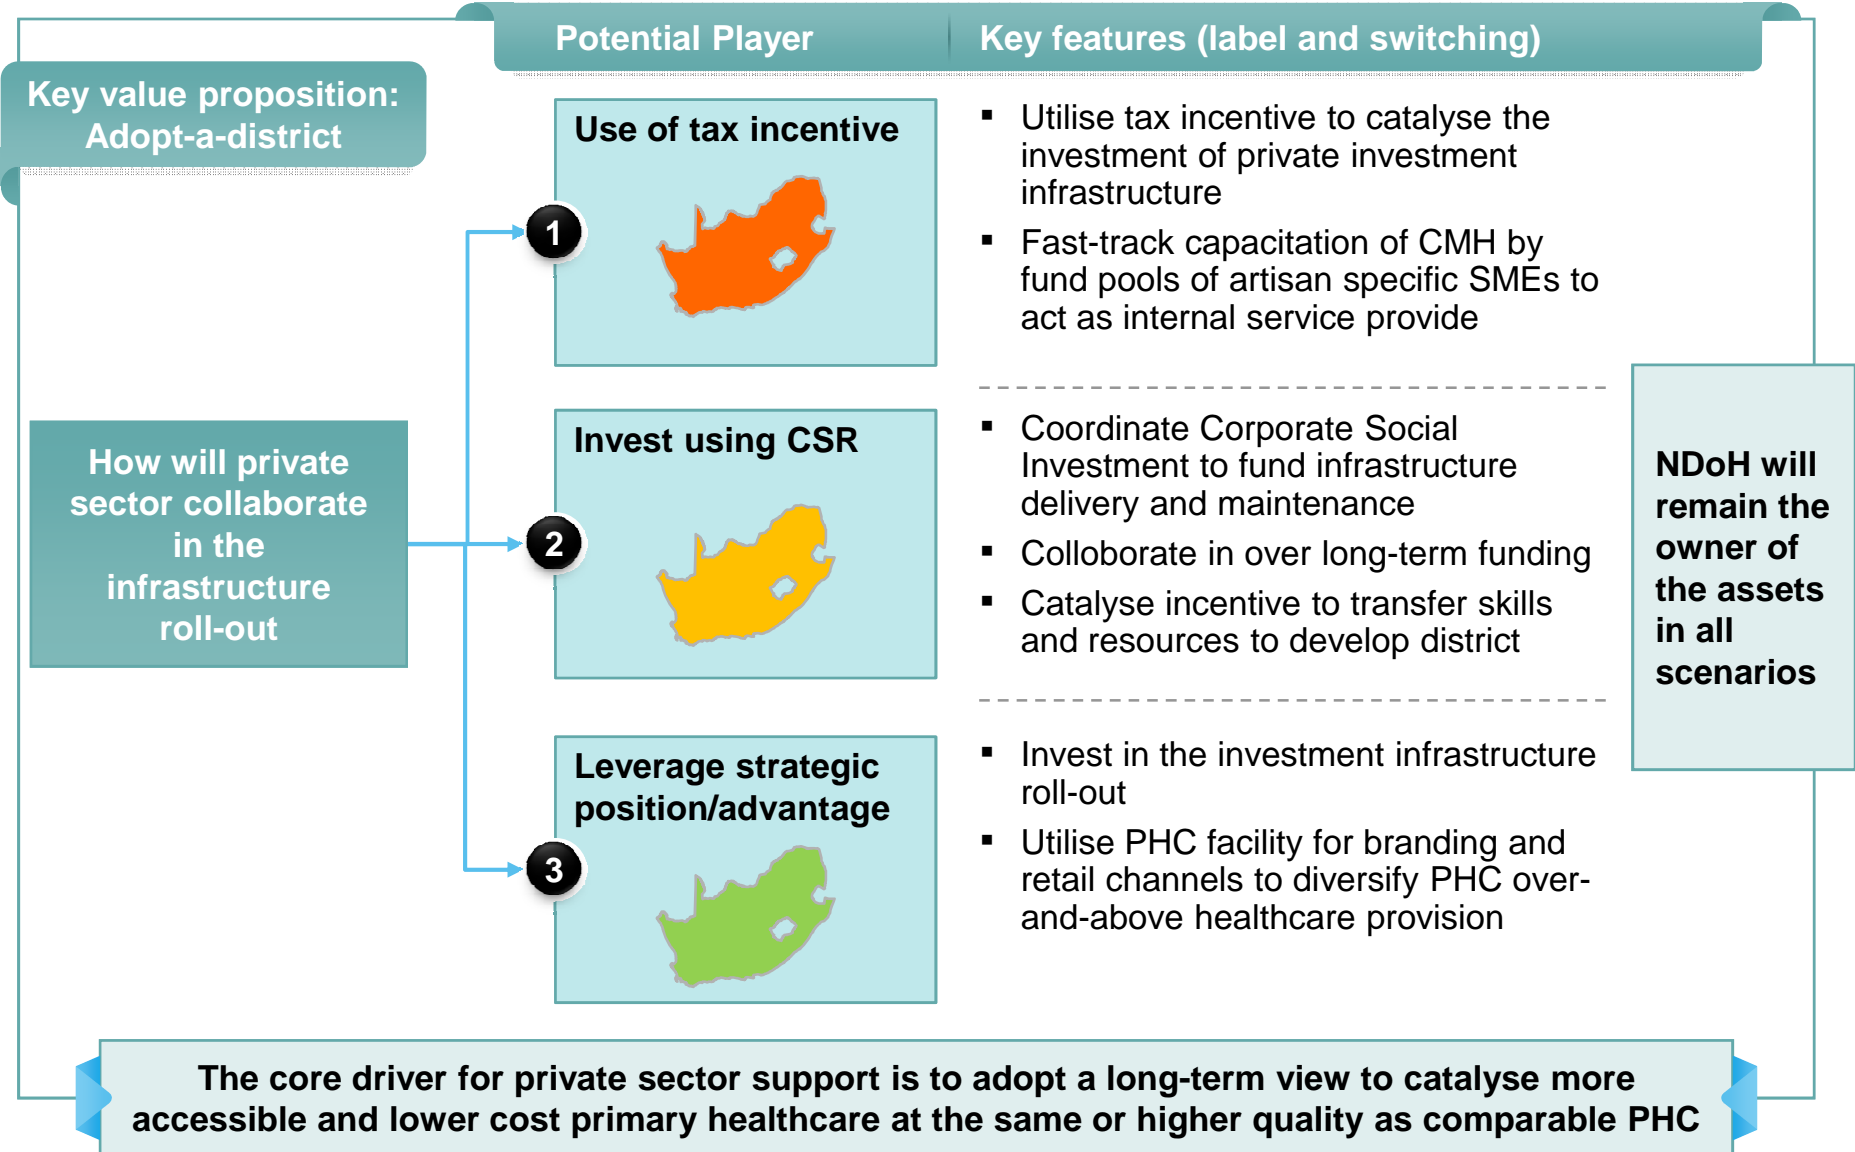 Potential Player
Key features (label and switching)
Key value proposition:
Adopt-a-district
How will private
sector collaborate
in the
infrastructure
roll-out
1
Use of tax incentive
▪ Utilise tax incentive to catalyse the
investment of private investment
infrastructure
▪ Fast-track capacitation of CMH by
fund pools of artisan specific SMEs to
act as internal service provide
2
Invest using CSR
▪ Coordinate Corporate Social
Investment to fund infrastructure
delivery and maintenance
▪ Colloborate in over long-term funding
▪ Catalyse incentive to transfer skills
and resources to develop district
3
Leverage strategic
position/advantage
▪ Invest in the investment infrastructure
roll-out
▪ Utilise PHC facility for branding and
retail channels to diversify PHC over-
and-above healthcare provision
NDoH will
remain the
owner of
the assets
in all
scenarios
The core driver for private sector support is to adopt a long-term view to catalyse more
accessible and lower cost primary healthcare at the same or higher quality as comparable PHC